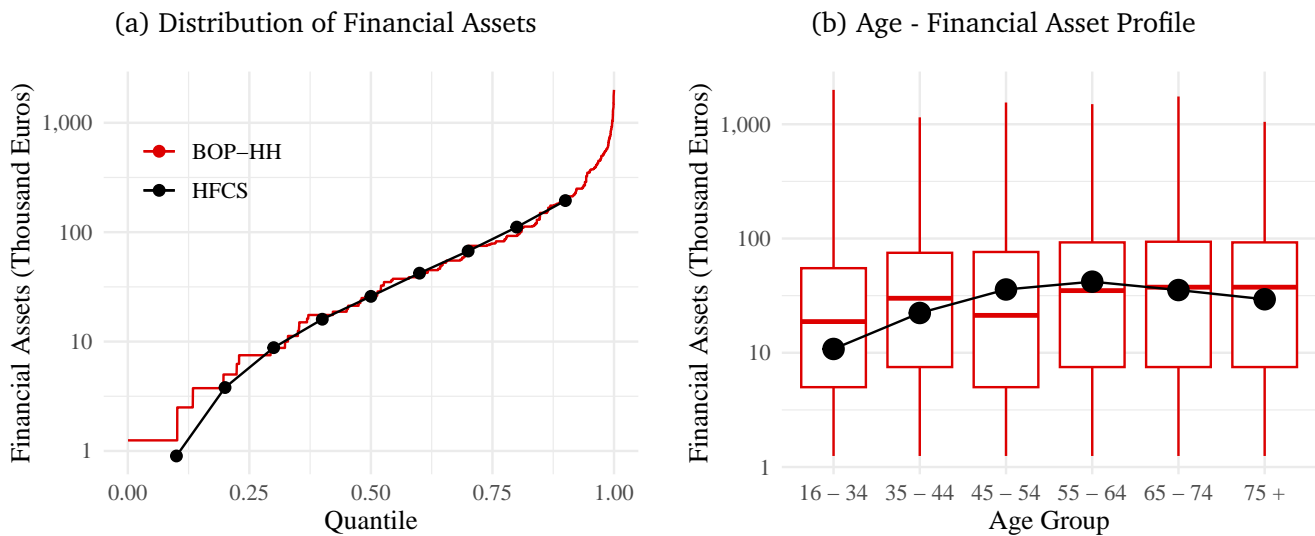 (a) Distribution of Financial Assets
Financial Assets (Thousand Euros)
1,000
100
10
1
BOP−HH
HFCS
0.00
0.25
0.50
0.75
1.00
Quantile
(b) Age - Financial Asset Profile
Financial Assets (Thousand Euros)
1,000
100
10
1
16 − 34
35 − 44
45 − 54
55 − 64
65 − 74
75 +
Age Group